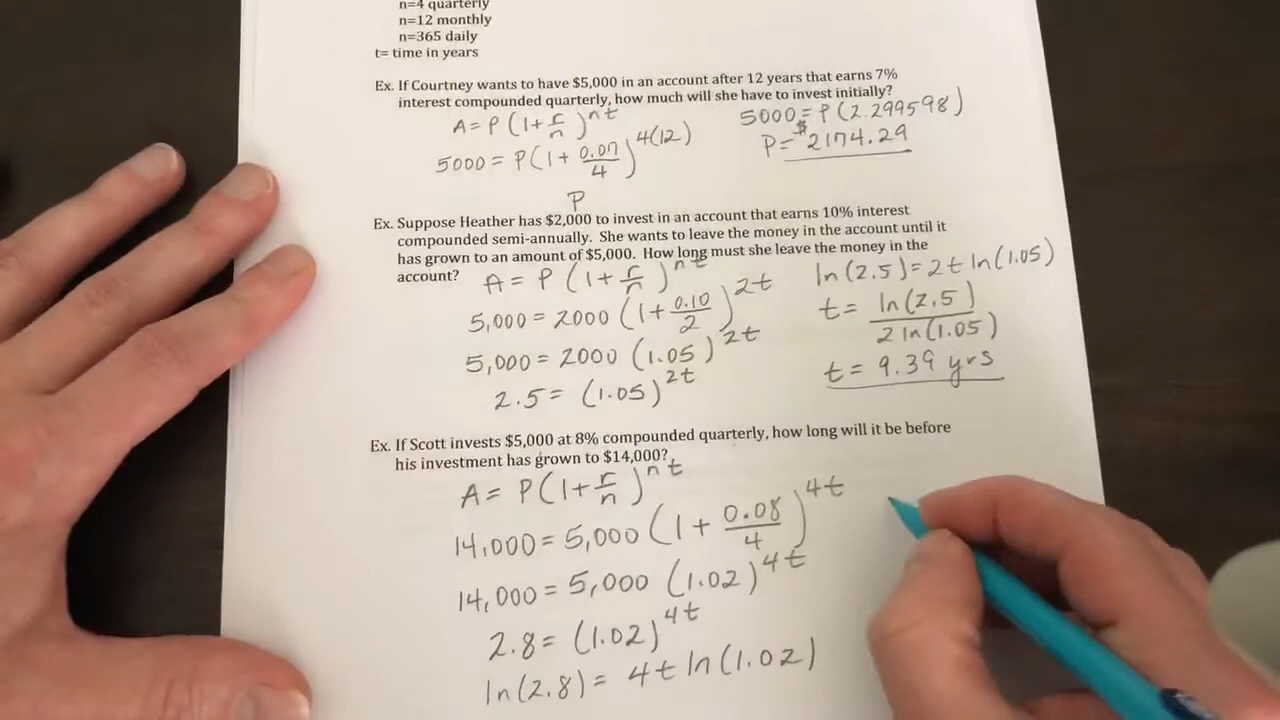 n=4 quarterly
n=12 monthly
n=365 daily
t= time in years
Ex. If Courtney wants to have $5,000 in an account after 12 years that earns 7%
interest compounded quarterly, how much will she have to invest initially?
A = P (1 + r/n)^nt
5000 = P (1 + 0.07/4)^4(12)
P
5000 = P (2.299598)
P = $2174.29
Ex. Suppose Heather has $2,000 to invest in an account that earns 10% interest
compounded semi-annually. She wants to leave the money in the account until it
has grown to an amount of $5,000. How long must she leave the money in the
account?
A = P (1 + r/n)^nt
5,000 = 2000 (1 + 0.10/2)^2t
5,000 = 2000 (1.05)^2t
2.5 = (1.05)^2t
ln(2.5) = 2t ln(1.05)
t = ln(2.5)/2 ln(1.05)
t = 9.39 yrs
Ex. If Scott invests $5,000 at 8% compounded quarterly, how long will it be before
his investment has grown to $14,000?
A = P (1 + r/n)^nt
14,000 = 5,000 (1 + 0.08/4)^4t
14,000 = 5,000 (1.02)^4t
2.8 = (1.02)^4t
ln(2.8) = 4t ln(1.02)